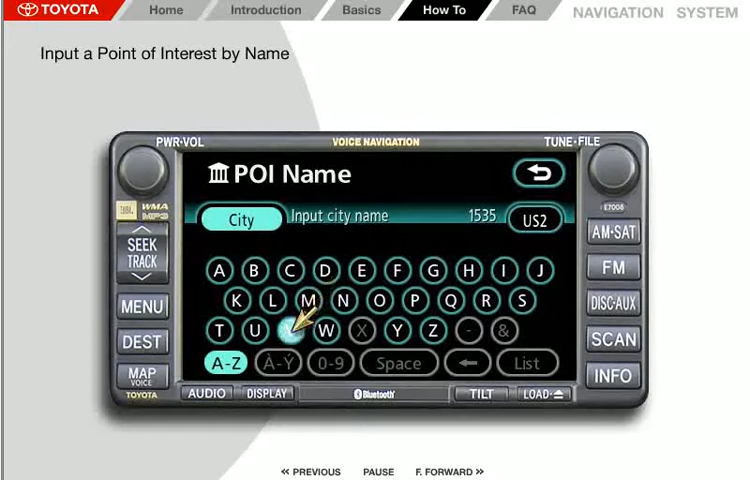 TOYOTA Home Introduction Basics How To FAQ NAVIGATION SYSTEM
Input a Point of Interest by Name
PWR•VOL VOICE NAVIGATION TUNE•FILE
POI Name
JBL WMA MP3
E7008
City Input city name 1535 US2
SEEK TRACK
AM•SAT
A B C D E F G H I J
FM
K L M N O P Q R S
MENU
DISC•AUX
T U W X Y Z - &
DEST
SCAN
A-Z À-Ý 0-9 Space List
MAP VOICE
INFO
TOYOTA AUDIO DISPLAY Bluetooth TILT LOAD•
PREVIOUS PAUSE F. FORWARD